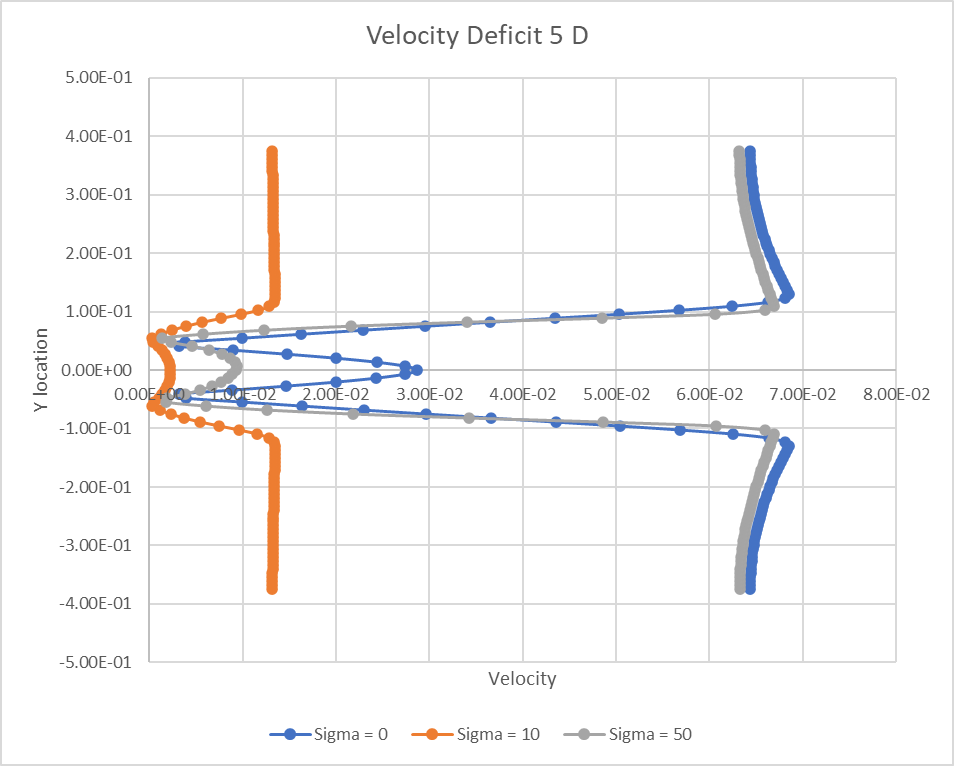 Velocity Deficit 5 D
5.00E-01
4.00E-01
3.00E-01
2.00E-01
1.00E-01
0.00E+00
-1.00E-01
-2.00E-01
-3.00E-01
-4.00E-01
-5.00E-01
0.00E+00 1.00E-02 2.00E-02 3.00E-02 4.00E-02 5.00E-02 6.00E-02 7.00E-02 8.00E-02
Y location
Velocity
Sigma = 0 Sigma = 10 Sigma = 50